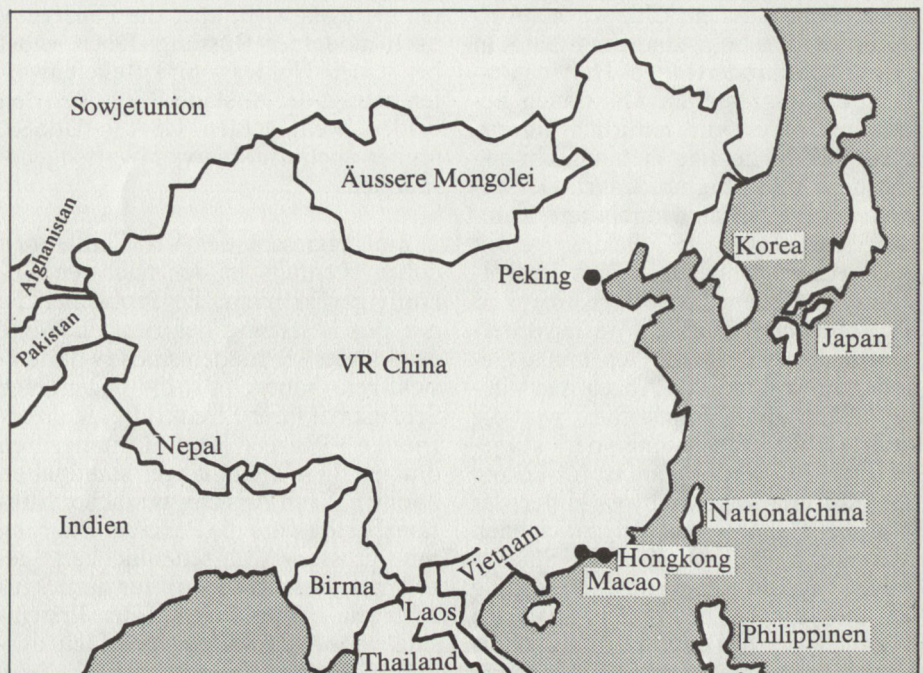 Sowjetunion
Äussere Mongolei
Afghanistan
Korea
Peking
Pakistan
Japan
VR China
Nepal
Nationalchina
Indien
Vietnam
Hongkong
Macao
Birma
Laos
Philippinen
Thailand